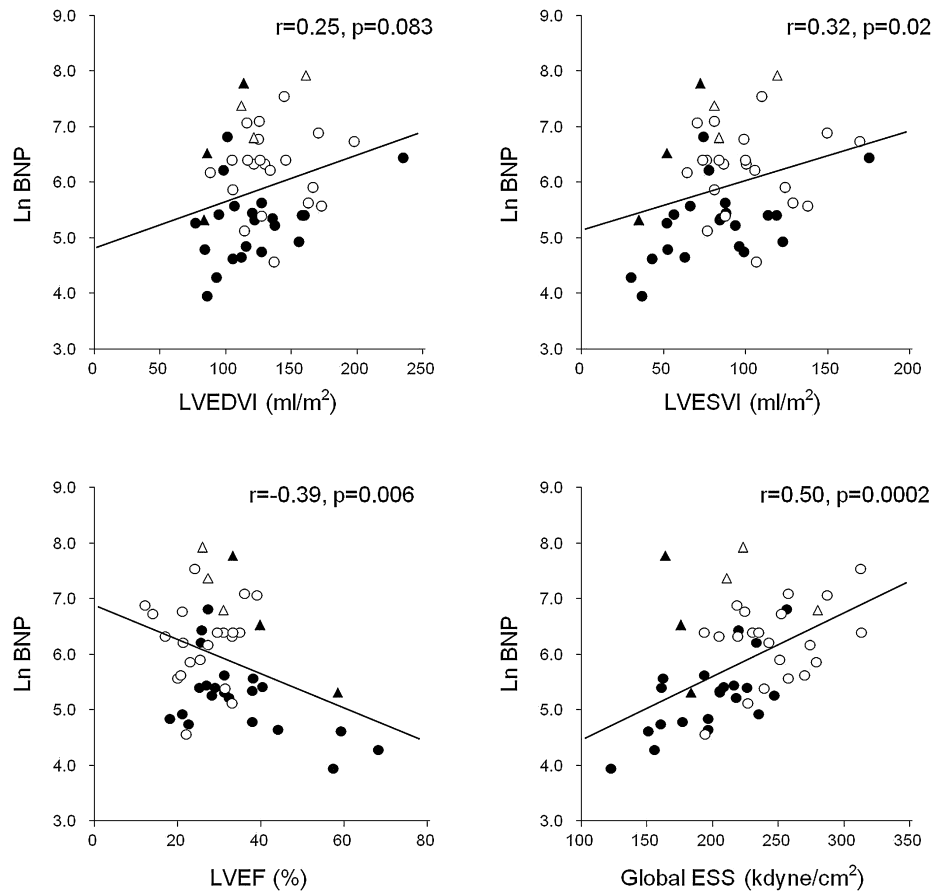 9.0
8.0
7.0
6.0
5.0
4.0
3.0
Ln BNP
r=0.25, p=0.083
0 50 100 150 200 250
LVEDVI (ml/m²)
9.0
8.0
7.0
6.0
5.0
4.0
3.0
Ln BNP
r=0.32, p=0.02
0 50 100 150 200
LVESVI (ml/m²)
9.0
8.0
7.0
6.0
5.0
4.0
3.0
Ln BNP
r=-0.39, p=0.006
0 20 40 60 80
LVEF (%)
9.0
8.0
7.0
6.0
5.0
4.0
3.0
Ln BNP
r=0.50, p=0.0002
100 150 200 250 300 350
Global ESS (kdyne/cm²)